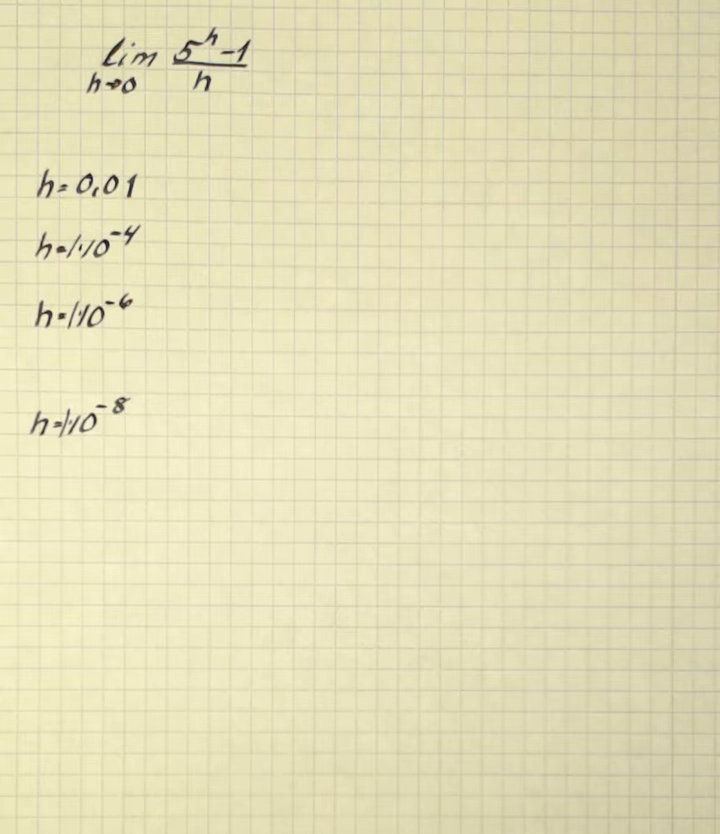 lim 5^h-1
h→0 h
h=0,01
h=1·10^-4
h=1·10^-6
h=1·10^-8